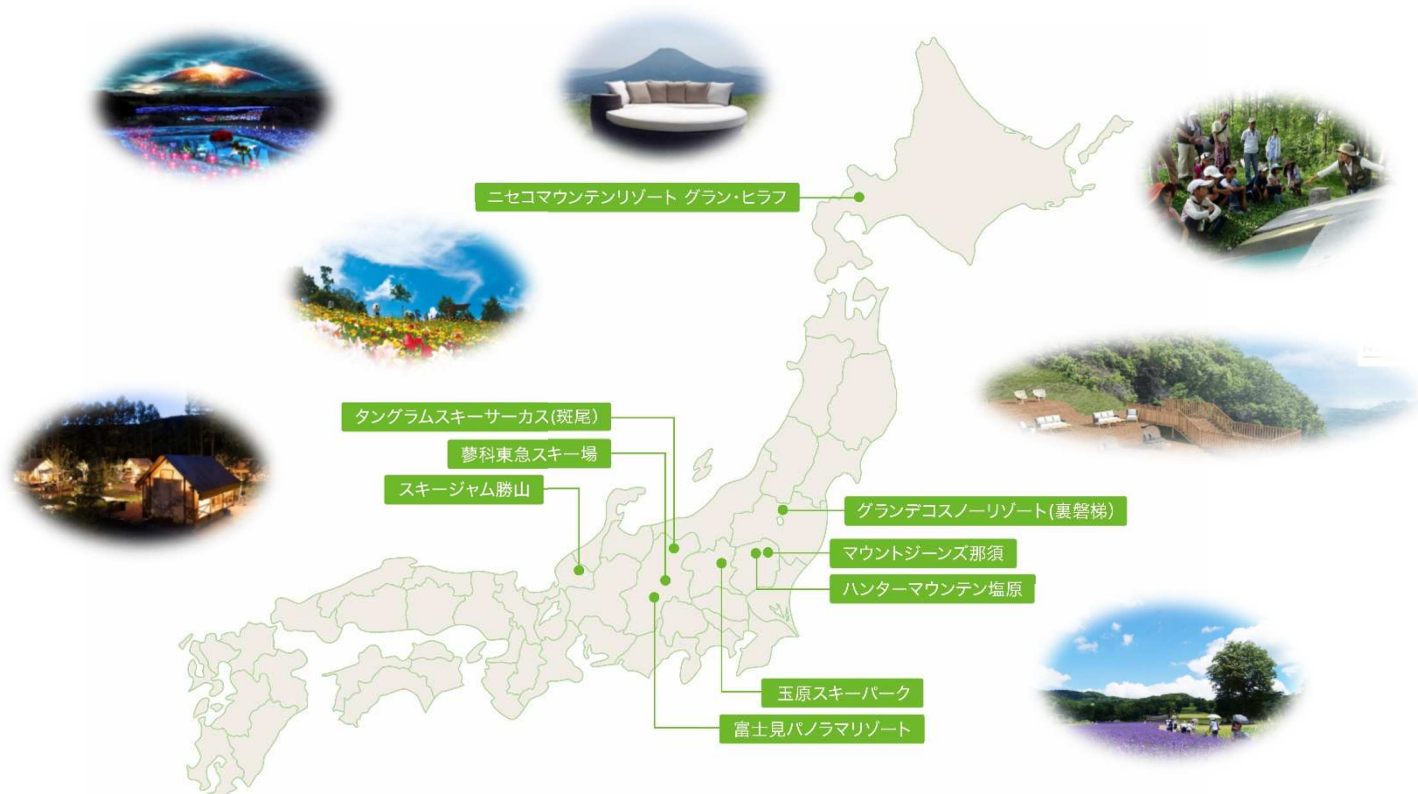 ニセコマウンテンリゾート グラン・ヒラフ
タングラムスキーサーカス(斑尾)
蓼科東急スキー場
スキージャム勝山
グランデコスノーリゾート(裏磐梯)
マウントジーンズ那須
ハンターマウンテン塩原
玉原スキーパーク
富士見パノラマリゾート